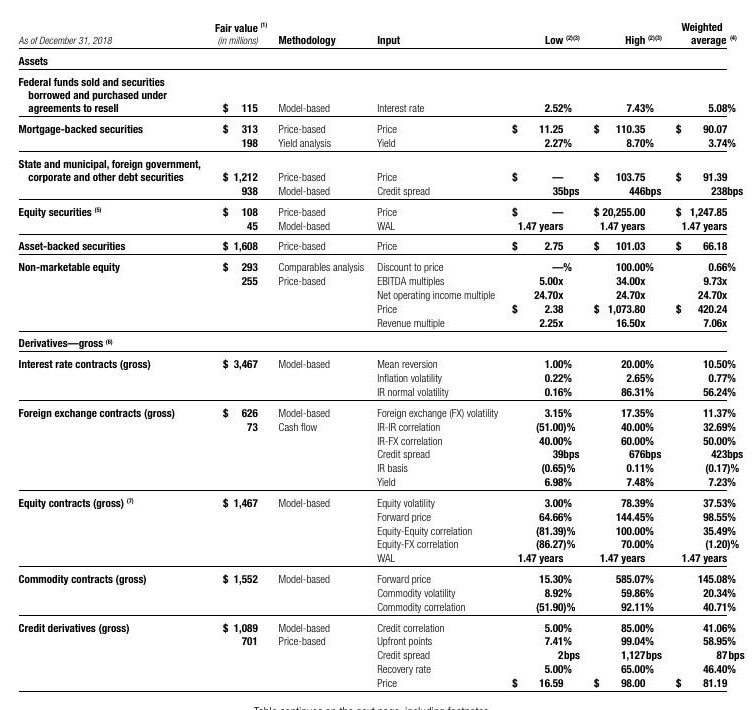 Fair value (1) Weighted
As of December 31, 2018 (in millions) Methodology Input Low (2)(3) High (2)(3) average (4)
Assets
Federal funds sold and securities
borrowed and purchased under
agreements to resell $ 115 Model-based Interest rate 2.52% 7.43% 5.08%
Mortgage-backed securities $ 313 Price-based Price $ 11.25 $ 110.35 $ 90.07
198 Yield analysis Yield 2.27% 8.70% 3.74%
State and municipal, foreign government,
corporate and other debt securities $ 1,212 Price-based Price $ — $ 103.75 $ 91.39
938 Model-based Credit spread 35bps 446bps 238bps
Equity securities (5) $ 108 Price-based Price $ — $ 20,255.00 $ 1,247.85
45 Model-based WAL 1.47 years 1.47 years 1.47 years
Asset-backed securities $ 1,608 Price-based Price $ 2.75 $ 101.03 $ 66.18
Non-marketable equity $ 293 Comparables analysis Discount to price —% 100.00% 0.66%
255 Price-based EBITDA multiples 5.00x 34.00x 9.73x
Net operating income multiple 24.70x 24.70x 24.70x
Price $ 2.38 $ 1,073.80 $ 420.24
Revenue multiple 2.25x 16.50x 7.06x
Derivatives—gross (6)
Interest rate contracts (gross) $ 3,467 Model-based Mean reversion 1.00% 20.00% 10.50%
Inflation volatility 0.22% 2.65% 0.77%
IR normal volatility 0.16% 86.31% 56.24%
Foreign exchange contracts (gross) $ 626 Model-based Foreign exchange (FX) volatility 3.15% 17.35% 11.37%
73 Cash flow IR-IR correlation (51.00)% 40.00% 32.69%
IR-FX correlation 40.00% 60.00% 50.00%
Credit spread 39bps 676bps 423bps
IR basis (0.65)% 0.11% (0.17)%
Yield 6.98% 7.48% 7.23%
Equity contracts (gross) (7) $ 1,467 Model-based Equity volatility 3.00% 78.39% 37.53%
Forward price 64.66% 144.45% 98.55%
Equity-Equity correlation (81.39)% 100.00% 35.49%
Equity-FX correlation (86.27)% 70.00% (1.20)%
WAL 1.47 years 1.47 years 1.47 years
Commodity contracts (gross) $ 1,552 Model-based Forward price 15.30% 585.07% 145.08%
Commodity volatility 8.92% 59.86% 20.34%
Commodity correlation (51.90)% 92.11% 40.71%
Credit derivatives (gross) $ 1,089 Model-based Credit correlation 5.00% 85.00% 41.06%
701 Price-based Upfront points 7.41% 99.04% 58.95%
Credit spread 2bps 1,127bps 87bps
Recovery rate 5.00% 65.00% 46.40%
Price $ 16.59 $ 98.00 $ 81.19
Table continues on the next page, including footnotes